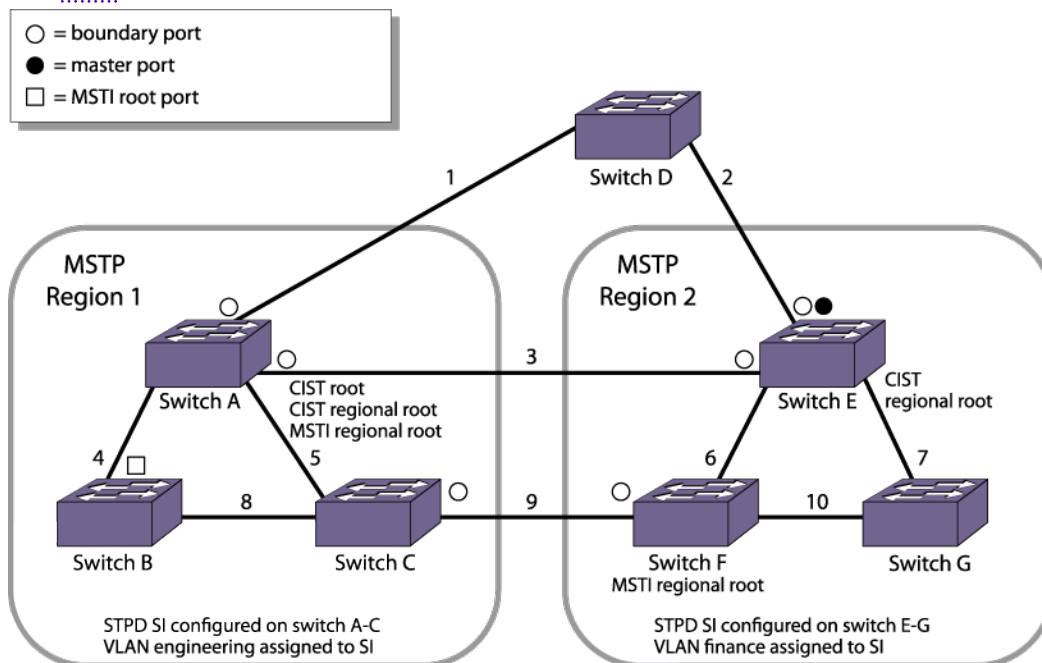 = boundary port
= master port
= MSTI root port
Switch D
1
2
MSTP
Region 1
MSTP
Region 2
3
Switch A
CIST root
CIST regional root
MSTI regional root
Switch E
CIST
regional root
4
5
6
7
8
9
10
Switch B
Switch C
Switch F
MSTI regional root
Switch G
STPD SI configured on switch A-C
VLAN engineering assigned to SI
STPD SI configured on switch E-G
VLAN finance assigned to SI